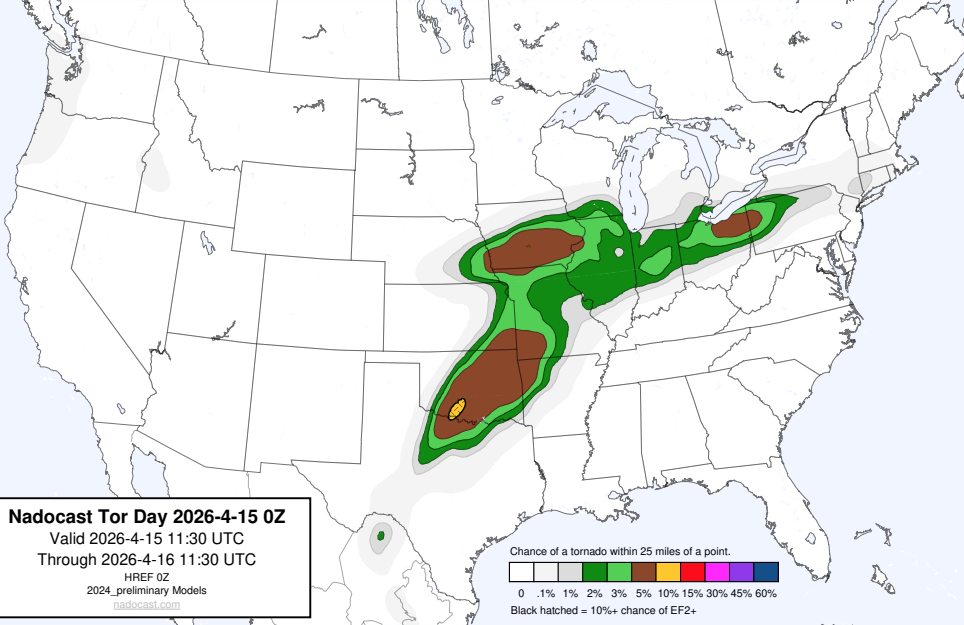 Nadocast Tor Day 2026-4-15 0Z
Valid 2026-4-15 11:30 UTC
Through 2026-4-16 11:30 UTC
HREF 0Z
2024_preliminary Models
nadocast.com
Chance of a tornado within 25 miles of a point.
0 .1% 1% 2% 3% 5% 10% 15% 30% 45% 60%
Black hatched = 10%+ chance of EF2+